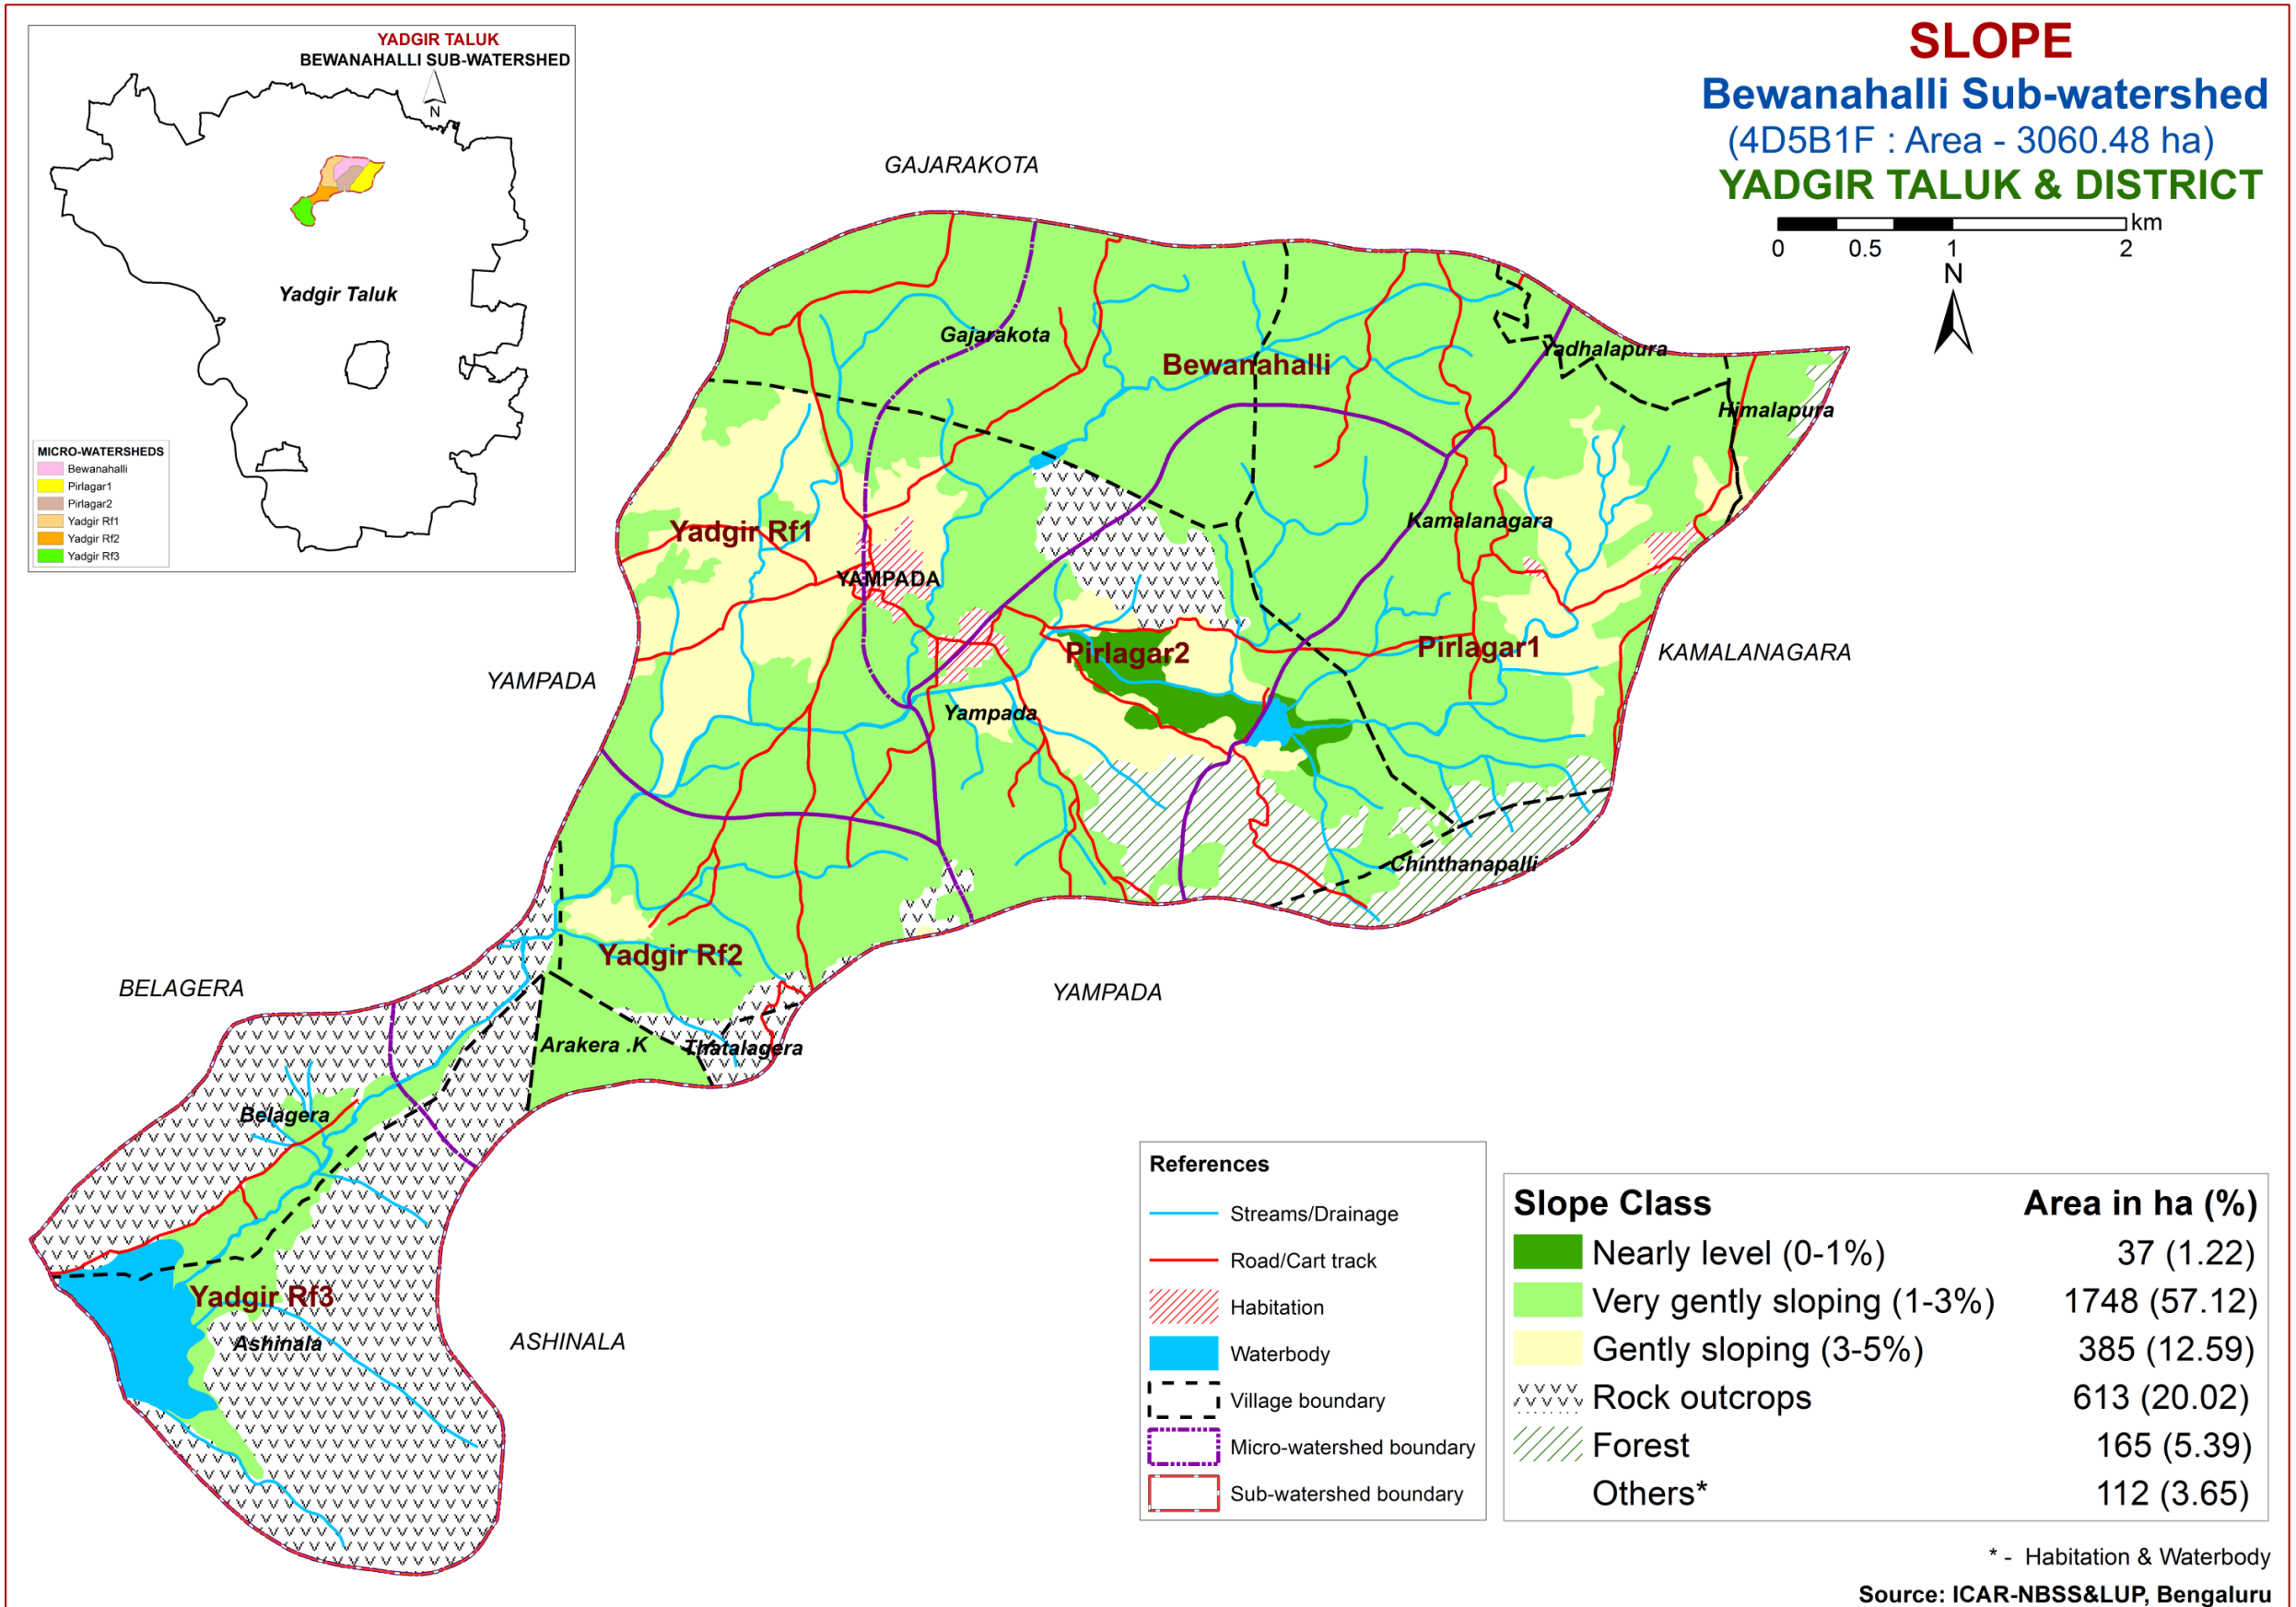 YADGIR TALUK
BEWANAHALLI SUB-WATERSHED
N
Yadgir Taluk
MICRO-WATERSHEDS
Bewanahalli
Pirlagar1
Pirlagar2
Yadgir Rf1
Yadgir Rf2
Yadgir Rf3
SLOPE
Bewanahalli Sub-watershed
(4D5B1F : Area - 3060.48 ha)
YADGIR TALUK & DISTRICT
km
0 0.5 1 2
N
GAJARAKOTA
Gajarakota
Bewanahalli
Yadhalapura
Himalapura
Yadgir Rf1
Kamalanagara
YAMPADA
Pirlagar2
Pirlagar1
KAMALANAGARA
YAMPADA
Yampada
Chinthanapalli
Yadgir Rf2
BELAGERA
YAMPADA
Arakera .K
Thatalagera
Belagera
Yadgir Rf3
Ashinala
ASHINALA
References
Streams/Drainage
Road/Cart track
Habitation
Waterbody
Village boundary
Micro-watershed boundary
Sub-watershed boundary
Slope Class Area in ha (%)
Nearly level (0-1%) 37 (1.22)
Very gently sloping (1-3%) 1748 (57.12)
Gently sloping (3-5%) 385 (12.59)
Rock outcrops 613 (20.02)
Forest 165 (5.39)
Others* 112 (3.65)
* - Habitation & Waterbody
Source: ICAR-NBSS&LUP, Bengaluru